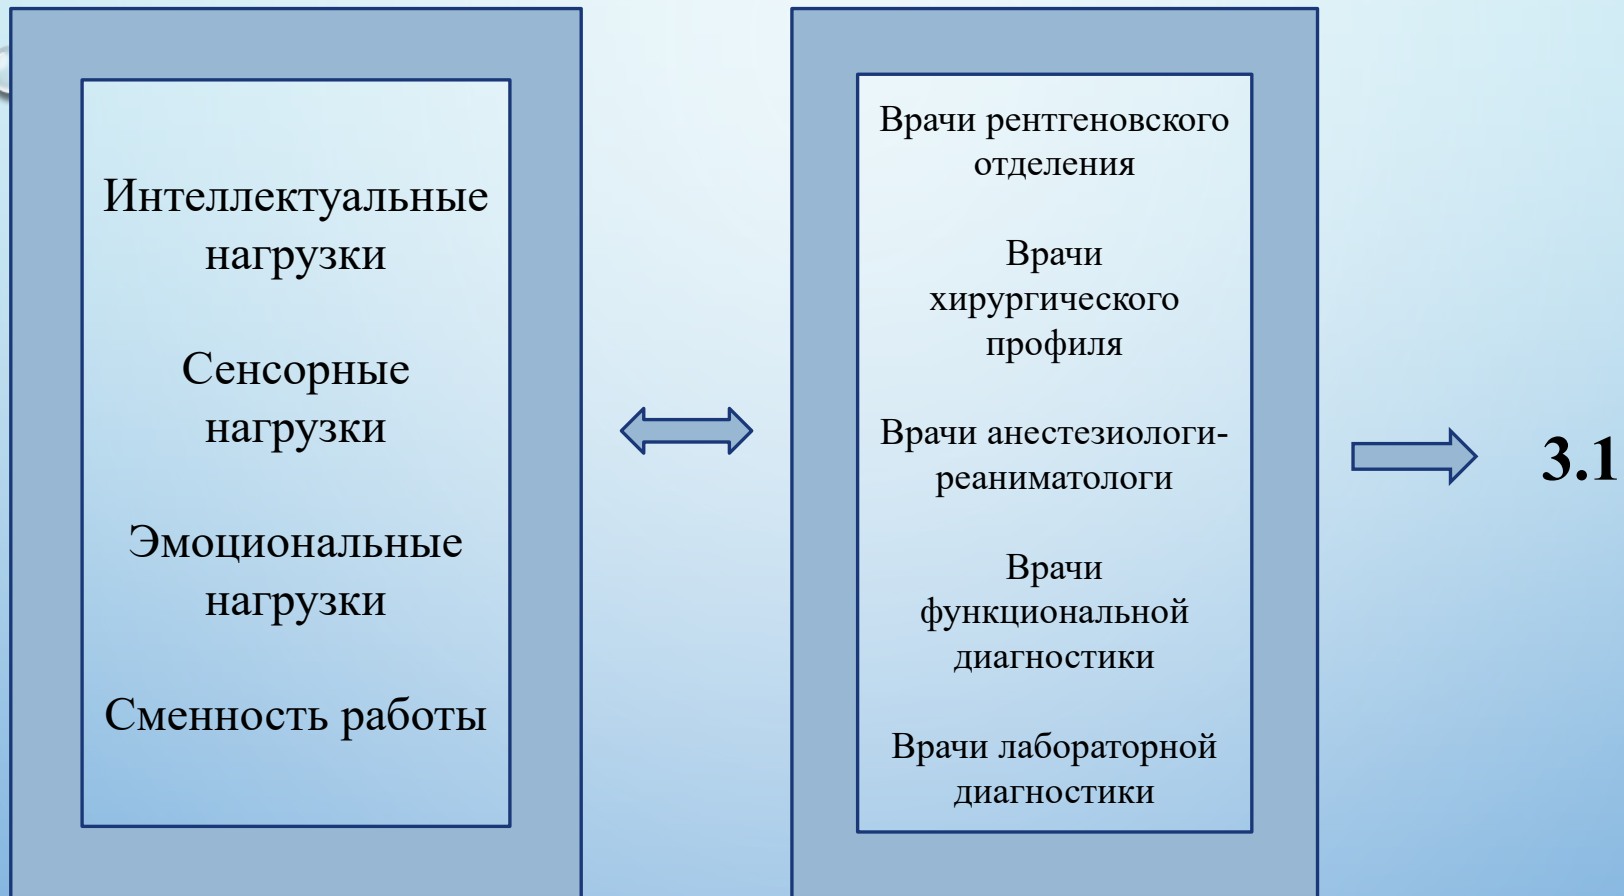 Интеллектуальные
нагрузки
Сенсорные
нагрузки
Эмоциональные
нагрузки
Сменность работы
Врачи рентгеновского
отделения
Врачи
хирургического
профиля
Врачи анестезиологи-
реаниматологи
Врачи
функциональной
диагностики
Врачи лабораторной
диагностики
3.1